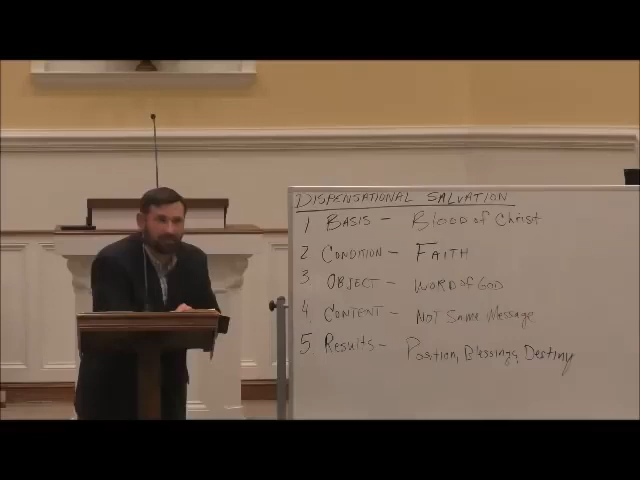 DISPENSATIONAL SALVATION
1 BASIS - Blood of Christ
2 CONDITION - FAITH
3 OBJECT - WORD of GOD
4 CONTENT - NOT Same Message
5 Results - Position, Blessings, Destiny